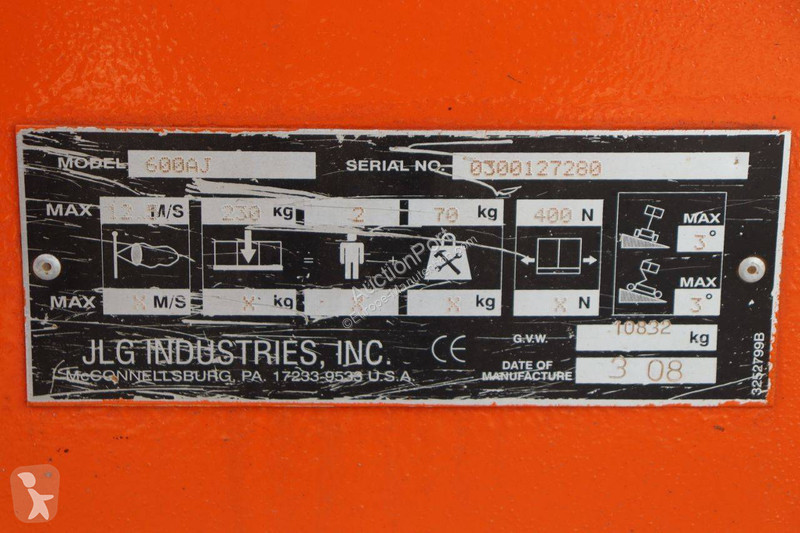 MODEL 600AJ SERIAL NO. 0300127280
MAX 12.5 M/S 230 kg 2 70 kg 400 N MAX 3°
MAX X M/S X kg X X kg X N MAX 3°
JLG INDUSTRIES, INC. CE G.V.W. 10832 kg
McCONNELLSBURG, PA. 17233-9533 U.S.A. DATE OF MANUFACTURE 3 08
3252799B
AuctionPort